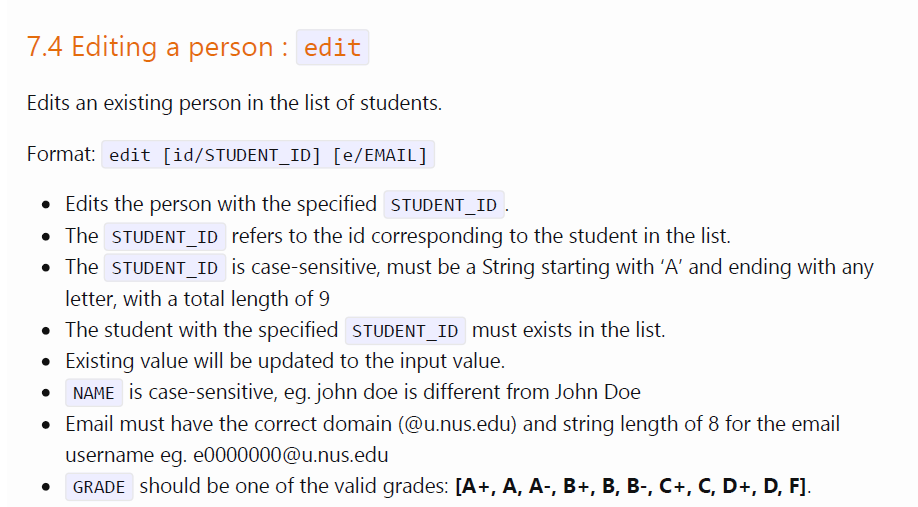 7.4 Editing a person : edit
Edits an existing person in the list of students.
Format: edit [id/STUDENT_ID] [e/EMAIL]
• Edits the person with the specified STUDENT_ID.
• The STUDENT_ID refers to the id corresponding to the student in the list.
• The STUDENT_ID is case-sensitive, must be a String starting with ‘A’ and ending with any
letter, with a total length of 9
• The student with the specified STUDENT_ID must exists in the list.
• Existing value will be updated to the input value.
• NAME is case-sensitive, eg. john doe is different from John Doe
• Email must have the correct domain (@u.nus.edu) and string length of 8 for the email
username eg. e0000000@u.nus.edu
• GRADE should be one of the valid grades: [A+, A, A-, B+, B, B-, C+, C, D+, D, F].